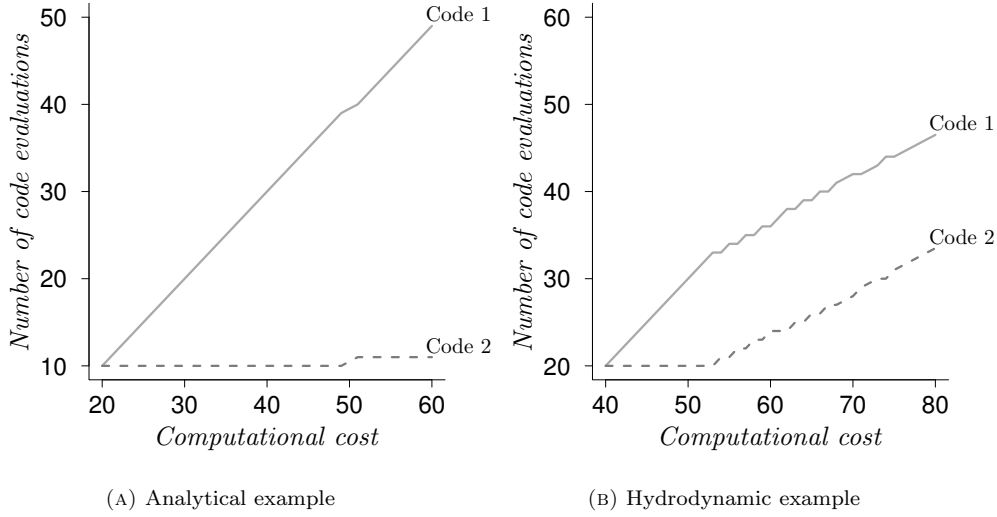 Number of code evaluations
50
40
30
20
10
Code 1
Code 2
20 30 40 50 60
Computational cost
(A) Analytical example
Number of code evaluations
60
50
40
30
20
Code 1
Code 2
40 50 60 70 80
Computational cost
(B) Hydrodynamic example